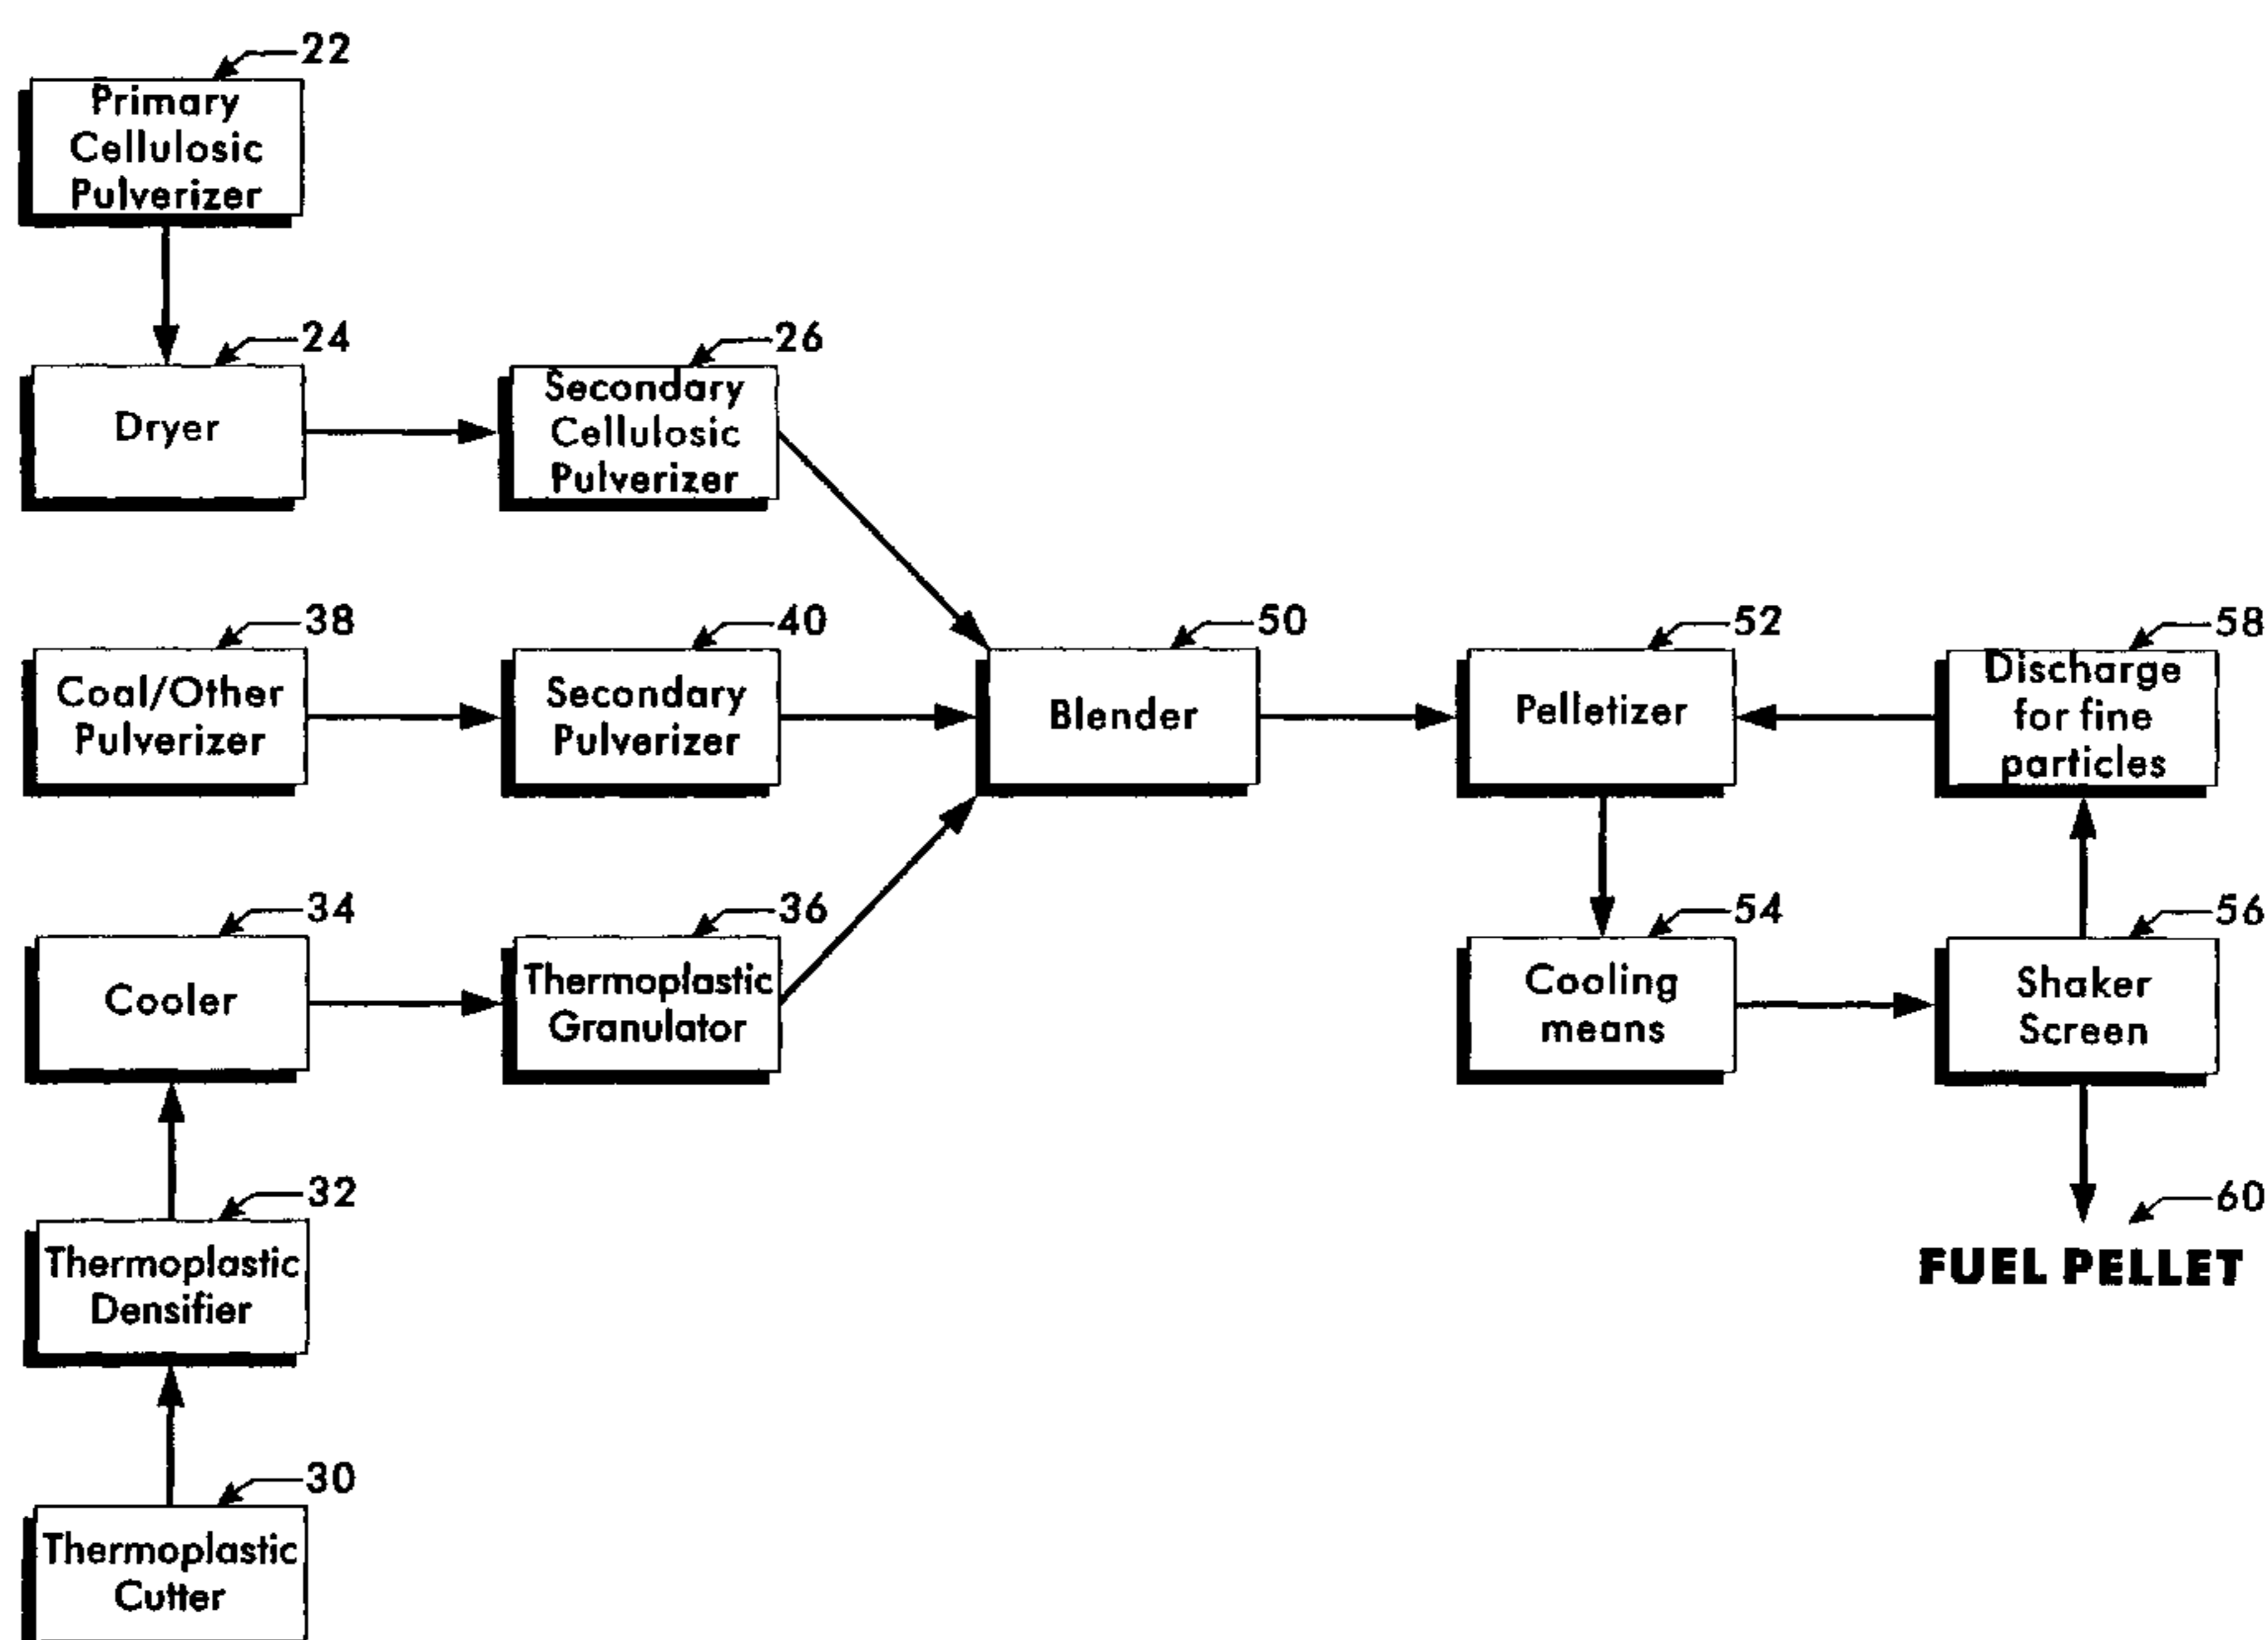 22
Primary
Cellulosic
Pulverizer
24
Dryer
26
Secondary
Cellulosic
Pulverizer
38
Coal/Other
Pulverizer
40
Secondary
Pulverizer
50
Blender
52
Pelletizer
58
Discharge
for fine
particles
34
Cooler
36
Thermoplastic
Granulator
54
Cooling
means
56
Shaker
Screen
32
Thermoplastic
Densifier
60
FUEL PELLET
30
Thermoplastic
Cutter